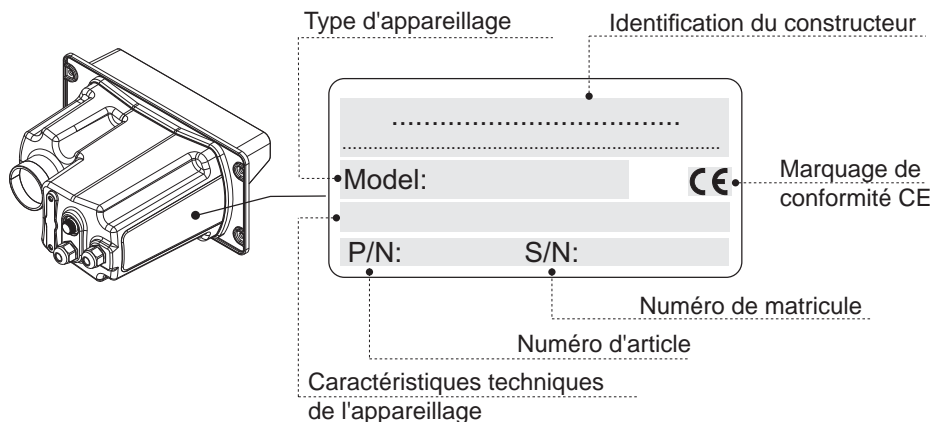 Type d'appareillage
Identification du constructeur
Model:
CE
Marquage de
conformité CE
P/N: S/N:
Numéro de matricule
Numéro d'article
Caractéristiques techniques
de l'appareillage